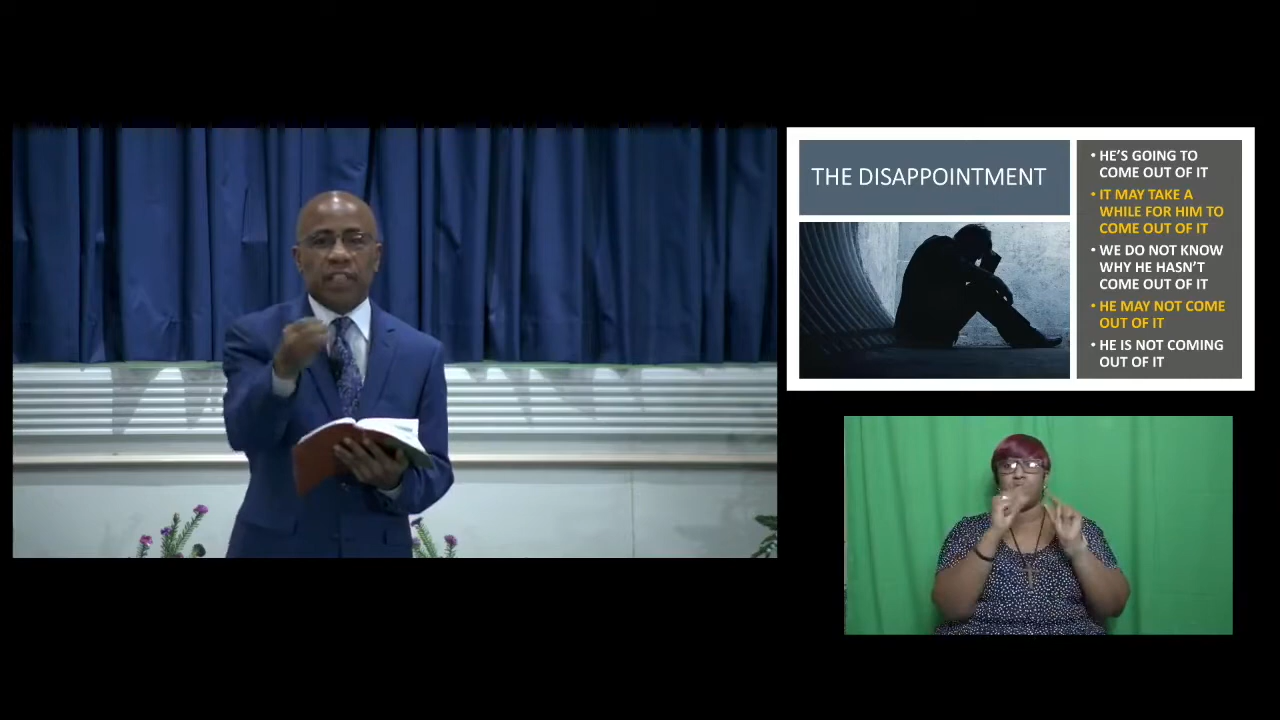 THE DISAPPOINTMENT
• HE'S GOING TO
COME OUT OF IT
• IT MAY TAKE A
WHILE FOR HIM TO
COME OUT OF IT
• WE DO NOT KNOW
WHY HE HASN'T
COME OUT OF IT
• HE MAY NOT COME
OUT OF IT
• HE IS NOT COMING
OUT OF IT